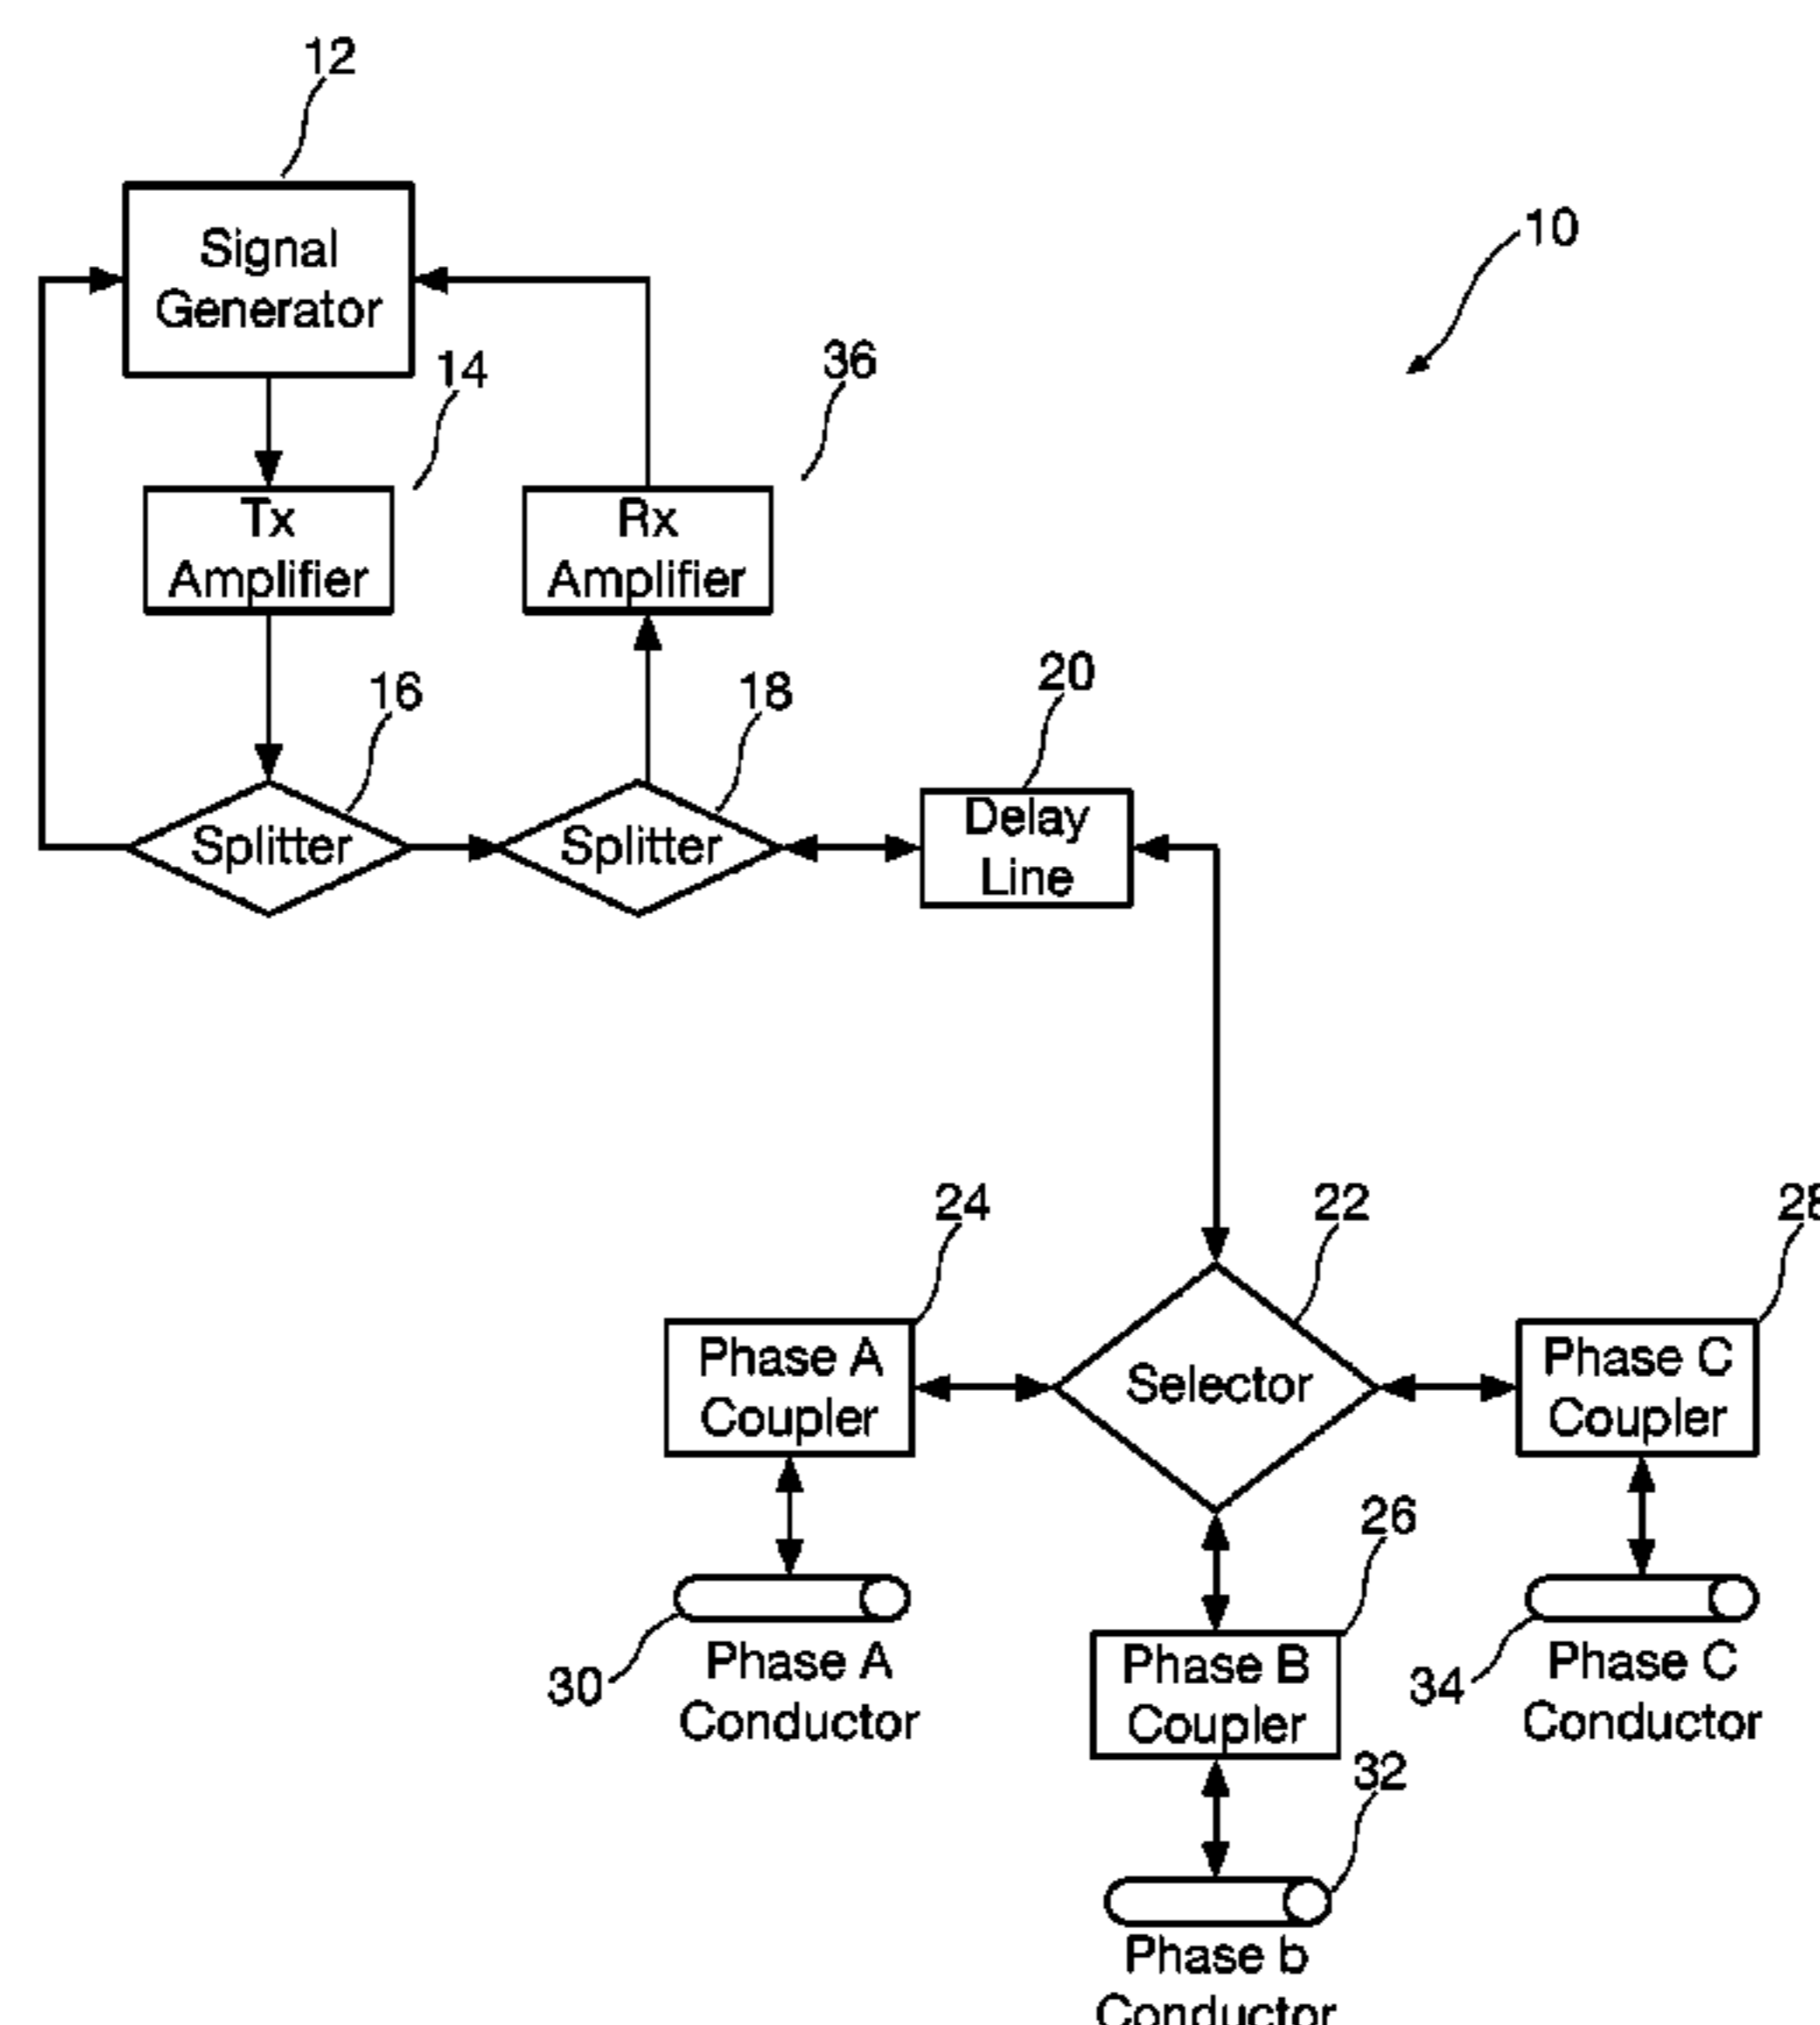 12
10
Signal
Generator
14
36
Tx
Amplifier
Rx
Amplifier
16
18
20
Splitter
Splitter
Delay
Line
24
22
28
Phase A
Coupler
Selector
Phase C
Coupler
26
30
Phase A
Conductor
Phase B
Coupler
34
Phase C
Conductor
32
Phase b
Conductor